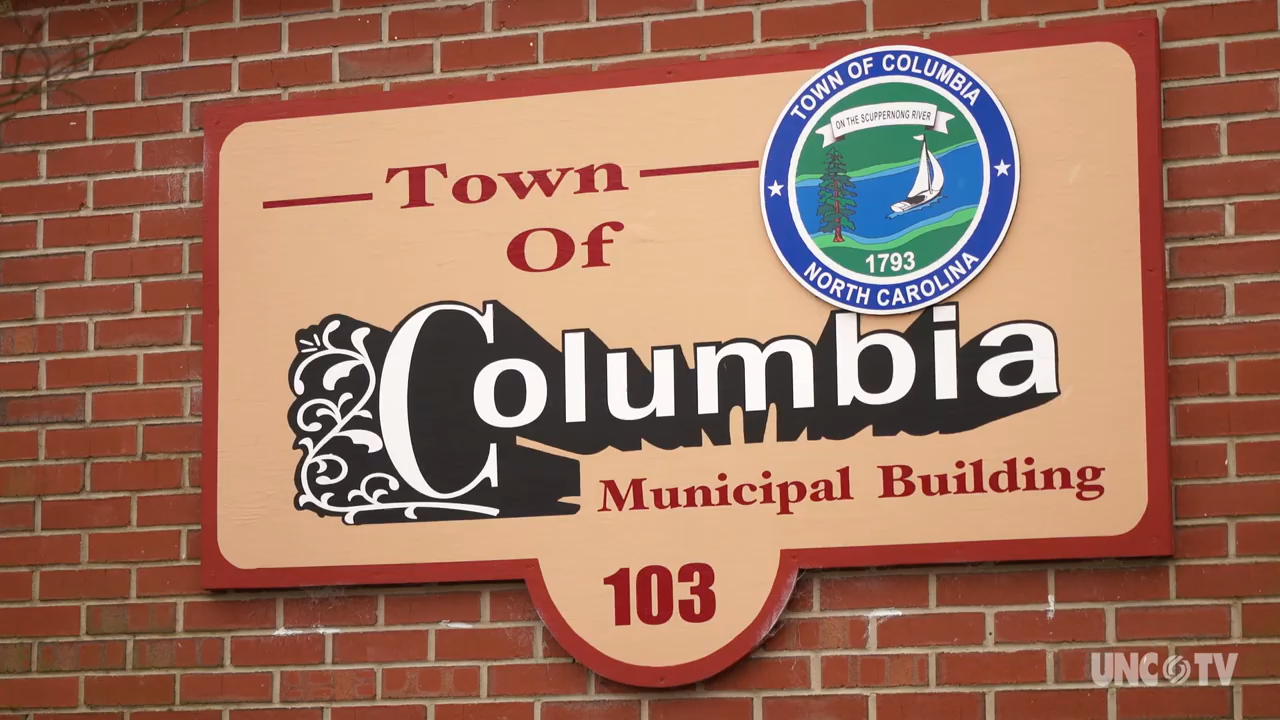 Town
Of
Columbia
Municipal Building
103
TOWN OF COLUMBIA
ON THE SCUPPERNONG RIVER
1793
NORTH CAROLINA
UNC TV